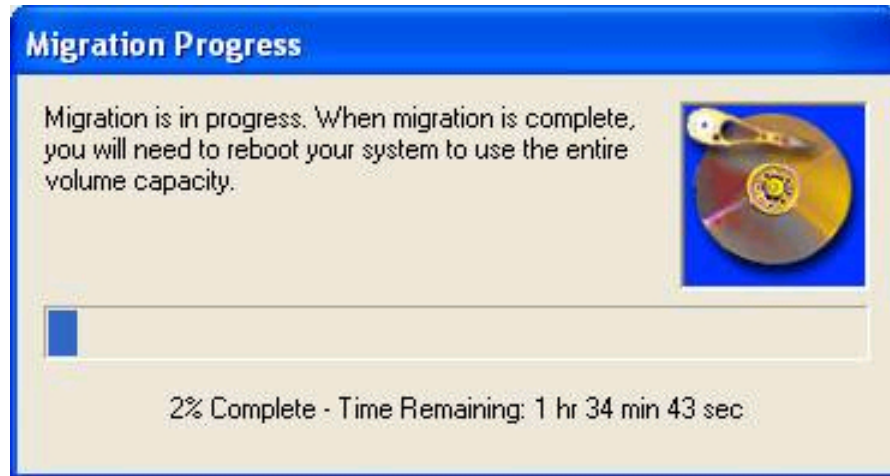 Migration Progress
Migration is in progress. When migration is complete,
you will need to reboot your system to use the entire
volume capacity.
2% Complete - Time Remaining: 1 hr 34 min 43 sec